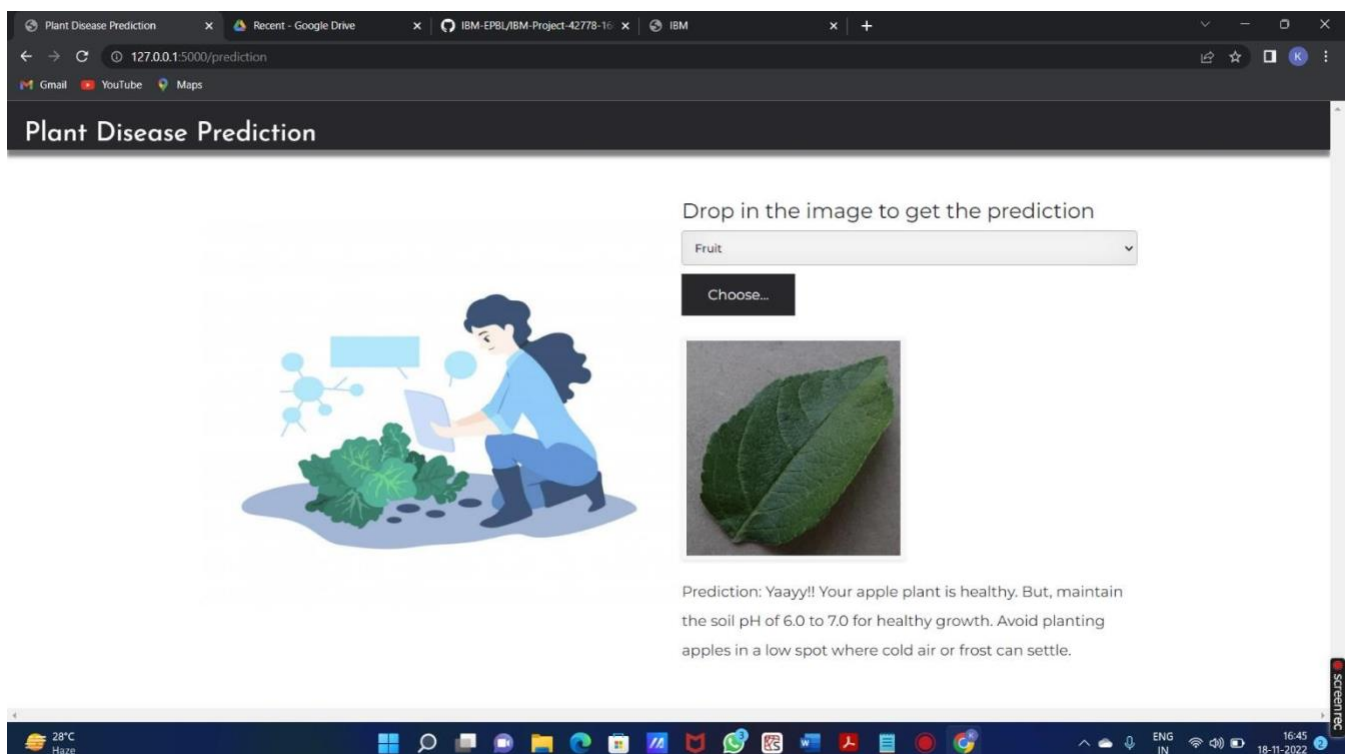 Plant Disease Prediction
Recent - Google Drive
IBM-EPBL/IBM-Project-42778-16
IBM
127.0.0.1:5000/prediction
K
Gmail
YouTube
Maps
Plant Disease Prediction
Drop in the image to get the prediction
Fruit
Choose...
Prediction: Yaayy!! Your apple plant is healthy. But, maintain
the soil pH of 6.0 to 7.0 for healthy growth. Avoid planting
apples in a low spot where cold air or frost can settle.
screenrec
28°C
Haze
3
ENG
IN
16:45
18-11-2022
2